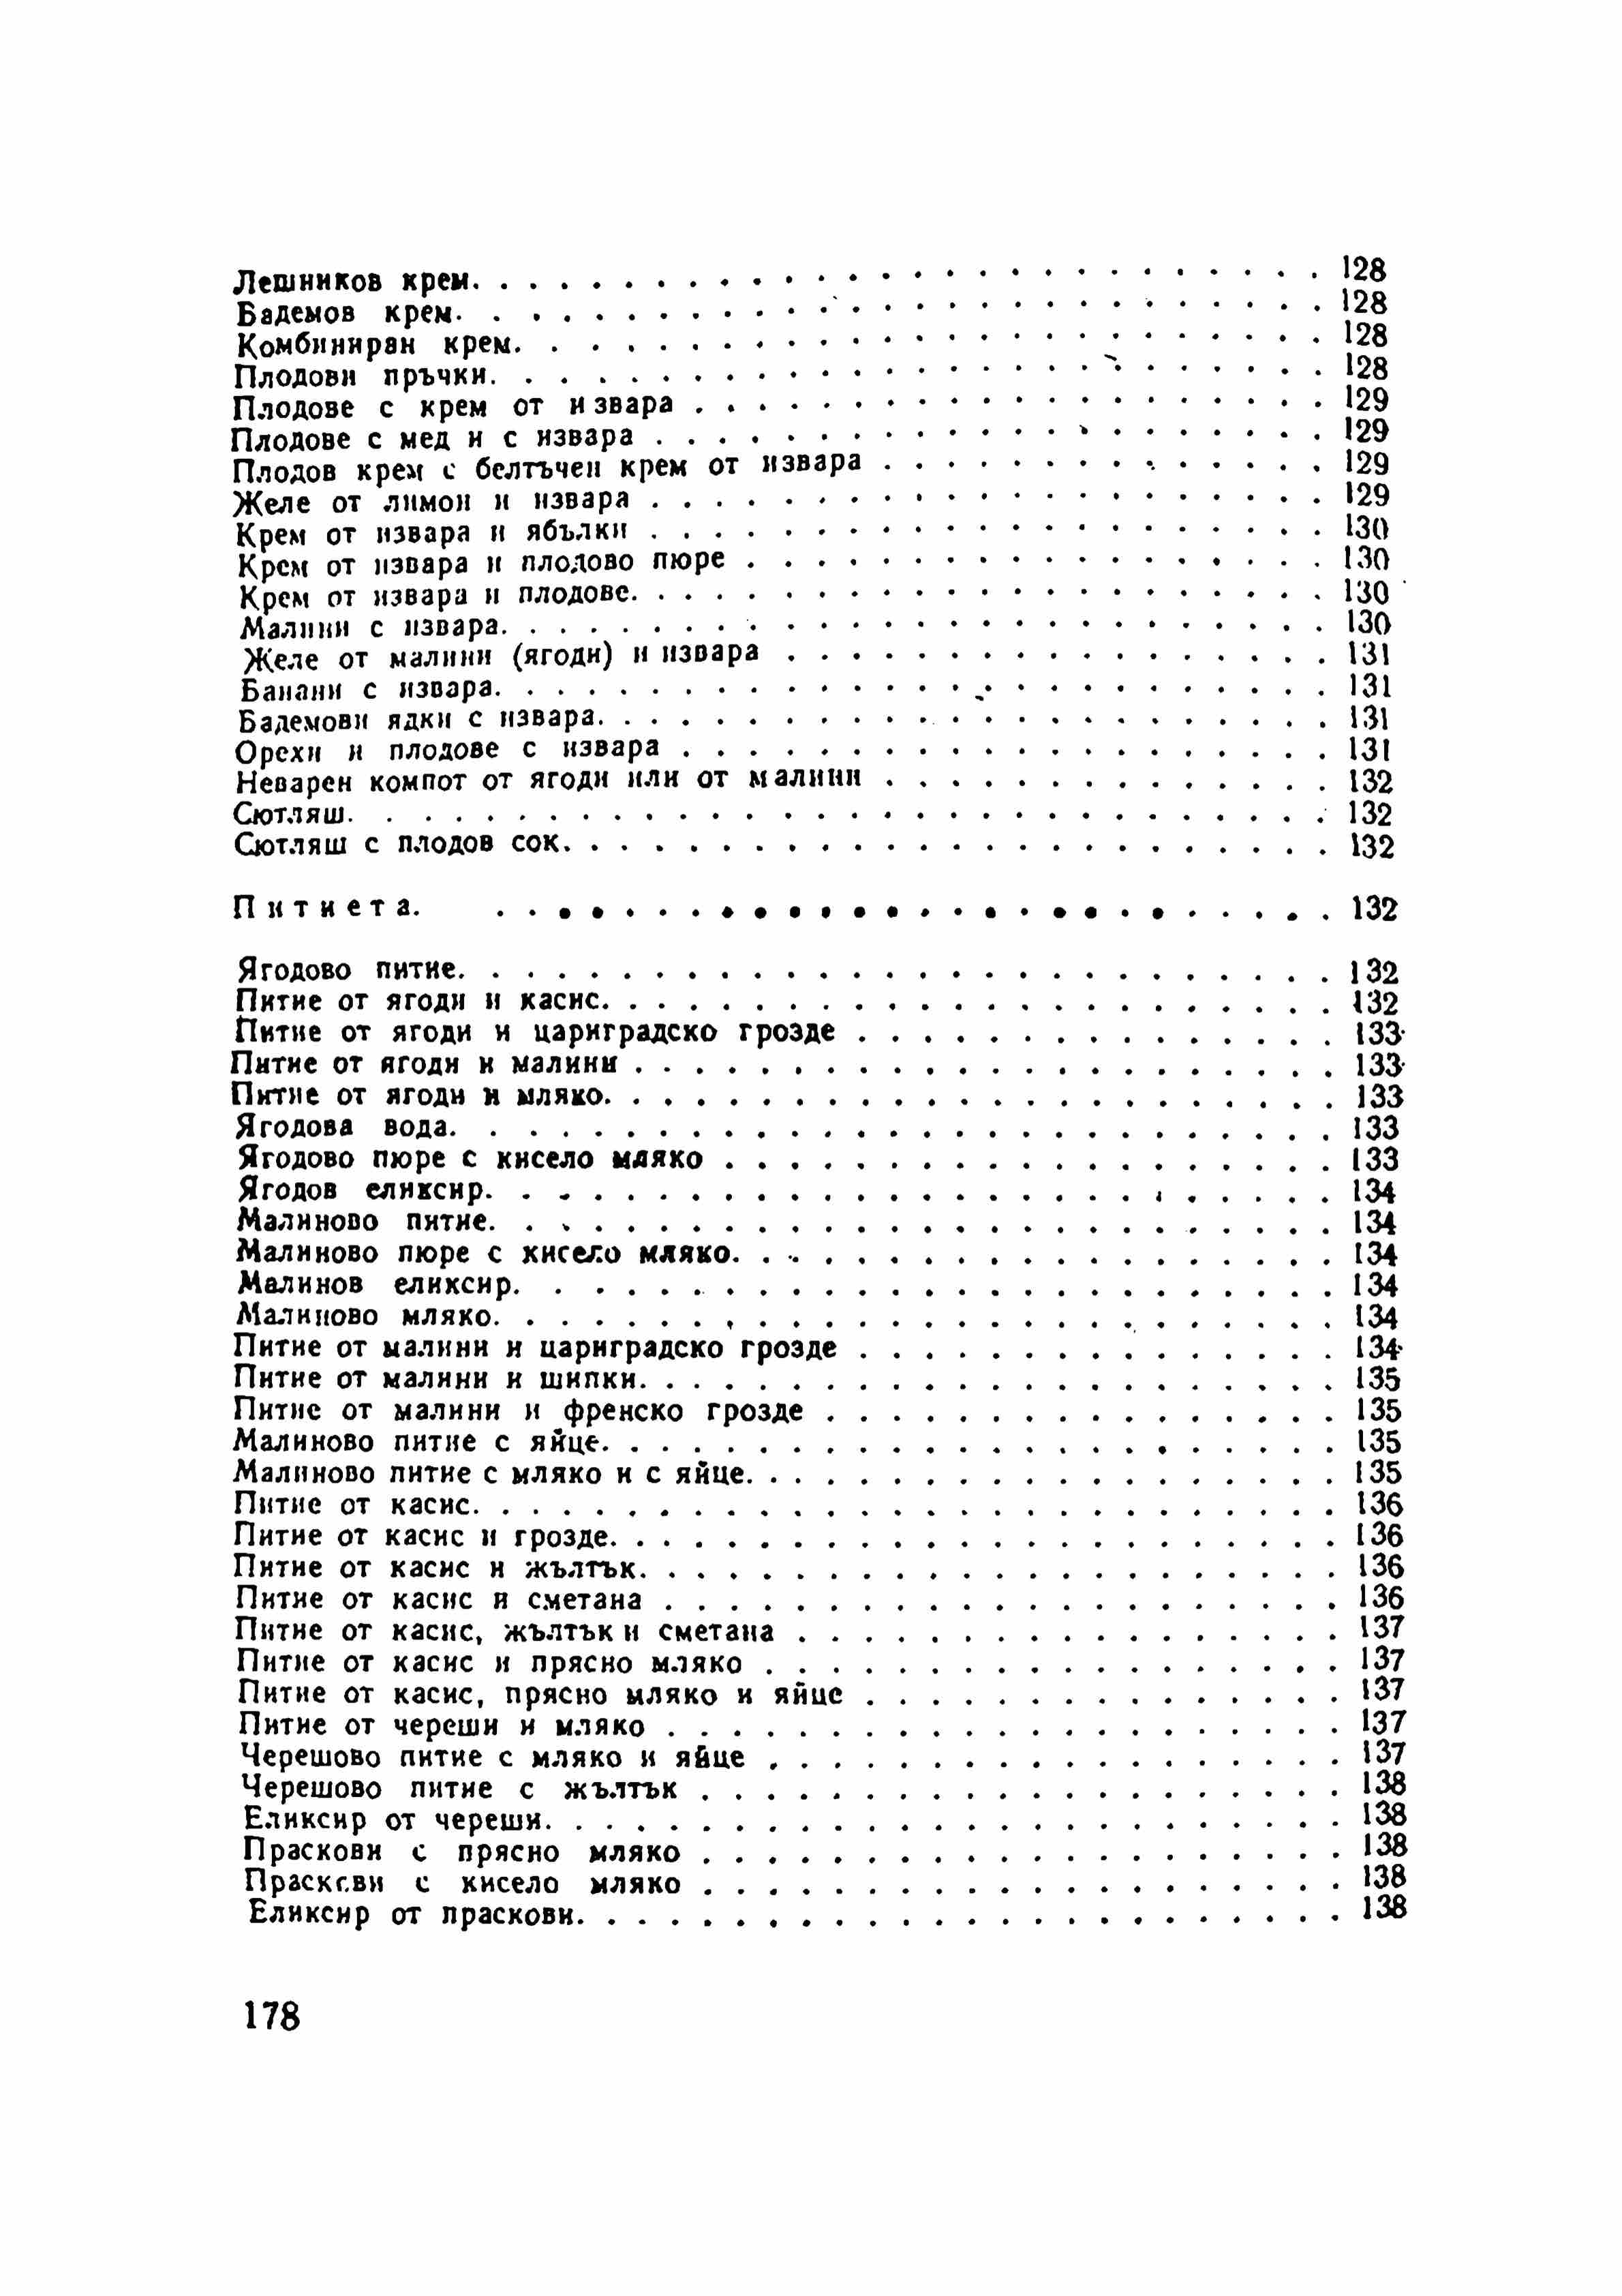 Лешников крем. . . . . . . . . . . . . . . . . . . . . . . . . . . 128
Бадемов крем. . . . . . . . . . . . . . . . . . . . . . . . . . . 128
Комбиниран крем. . . . . . . . . . . . . . . . . . . . . . . . . . 128
Плодови пръчки. . . . . . . . . . . . . . . . . . . . . . . . . . 128
Плодове с крем от извара . . . . . . . . . . . . . . . . . . . . 129
Плодове с мед и с извара . . . . . . . . . . . . . . . . . . . . . 129
Плодов крем с белтъчен крем от извара . . . . . . . . . . . . . . 129
Желе от лимон и извара . . . . . . . . . . . . . . . . . . . . . 129
Крем от извара и ябълки . . . . . . . . . . . . . . . . . . . . . 130
Крем от извара и плодово пюре . . . . . . . . . . . . . . . . . . 130
Крем от извара и плодове. . . . . . . . . . . . . . . . . . . . . . 130
Малини с извара. . . . . . . . . . . . . . . . . . . . . . . . . . 130
Желе от малини (ягоди) и извара . . . . . . . . . . . . . . . . . 131
Банани с извара. . . . . . . . . . . . . . . . . . . . . . . . . . 131
Бадемови ядки с извара. . . . . . . . . . . . . . . . . . . . . . . 131
Орехи и плодове с извара . . . . . . . . . . . . . . . . . . . . . 131
Неварен компот от ягоди или от малини . . . . . . . . . . . . . . 132
Сютляш. . . . . . . . . . . . . . . . . . . . . . . . . . . . . . . 132
Сютляш с плодов сок. . . . . . . . . . . . . . . . . . . . . . . . 132
Питиета. . . . . . . . . . . . . . . . . . . . . . . . . . . 132
Ягодово питие. . . . . . . . . . . . . . . . . . . . . . . . . . . 132
Питие от ягоди и касис. . . . . . . . . . . . . . . . . . . . . . . 132
Питие от ягоди и цариградско грозде . . . . . . . . . . . . . . . 133
Питие от ягоди и малини . . . . . . . . . . . . . . . . . . . . . . 133
Питие от ягоди и мляко. . . . . . . . . . . . . . . . . . . . . . . 133
Ягодова вода. . . . . . . . . . . . . . . . . . . . . . . . . . . . 133
Ягодово пюре с кисело мляко . . . . . . . . . . . . . . . . . . . 133
Ягодов еликсир. . . . . . . . . . . . . . . . . . . . . . . . . . . 134
Малиново питие. . . . . . . . . . . . . . . . . . . . . . . . . . . 134
Малиново пюре с кисело мляко. . . . . . . . . . . . . . . . . . . 134
Малинов еликсир. . . . . . . . . . . . . . . . . . . . . . . . . . 134
Малиново мляко. . . . . . . . . . . . . . . . . . . . . . . . . . . 134
Питие от малини и цариградско грозде . . . . . . . . . . . . . . . 134
Питие от малини и шипки. . . . . . . . . . . . . . . . . . . . . . 135
Питие от малини и френско грозде . . . . . . . . . . . . . . . . 135
Малиново питие с яйце. . . . . . . . . . . . . . . . . . . . . . . 135
Малиново питие с мляко и с яйце. . . . . . . . . . . . . . . . . . 135
Питие от касис. . . . . . . . . . . . . . . . . . . . . . . . . . . 136
Питие от касис и грозде. . . . . . . . . . . . . . . . . . . . . . 136
Питие от касис и жълтък. . . . . . . . . . . . . . . . . . . . . . 136
Питие от касис и сметана . . . . . . . . . . . . . . . . . . . . . 136
Питие от касис, жълтък и сметана . . . . . . . . . . . . . . . . . 137
Питие от касис и прясно мляко . . . . . . . . . . . . . . . . . . 137
Питие от касис, прясно мляко и яйце . . . . . . . . . . . . . . . 137
Питие от череши и мляко . . . . . . . . . . . . . . . . . . . . . 137
Черешово питие с мляко и яйце . . . . . . . . . . . . . . . . . . 137
Черешово питие с жълтък . . . . . . . . . . . . . . . . . . . . 138
Еликсир от череши. . . . . . . . . . . . . . . . . . . . . . . . . 138
Праскови с прясно мляко . . . . . . . . . . . . . . . . . . . . 138
Праскови с кисело мляко . . . . . . . . . . . . . . . . . . . . 138
Еликсир от праскови. . . . . . . . . . . . . . . . . . . . . . . . 138
178